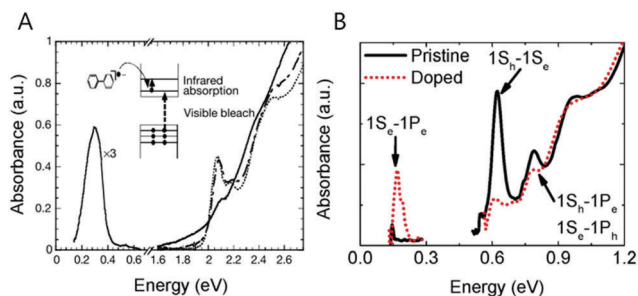 A
Absorbance (a.u.)
1
0.8
0.6
0.4
0.2
0
Infrared
absorption
Visible bleach
×3
0.2 0.4 0.6 1.6 1.8 2.0 2.2 2.4 2.6
Energy (eV)
B
Absorbance (a.u.)
Pristine
Doped
1Sh-1Se
1Se-1Pe
1Sh-1Pe
1Se-1Ph
0.0 0.3 0.6 0.9 1.2
Energy (eV)